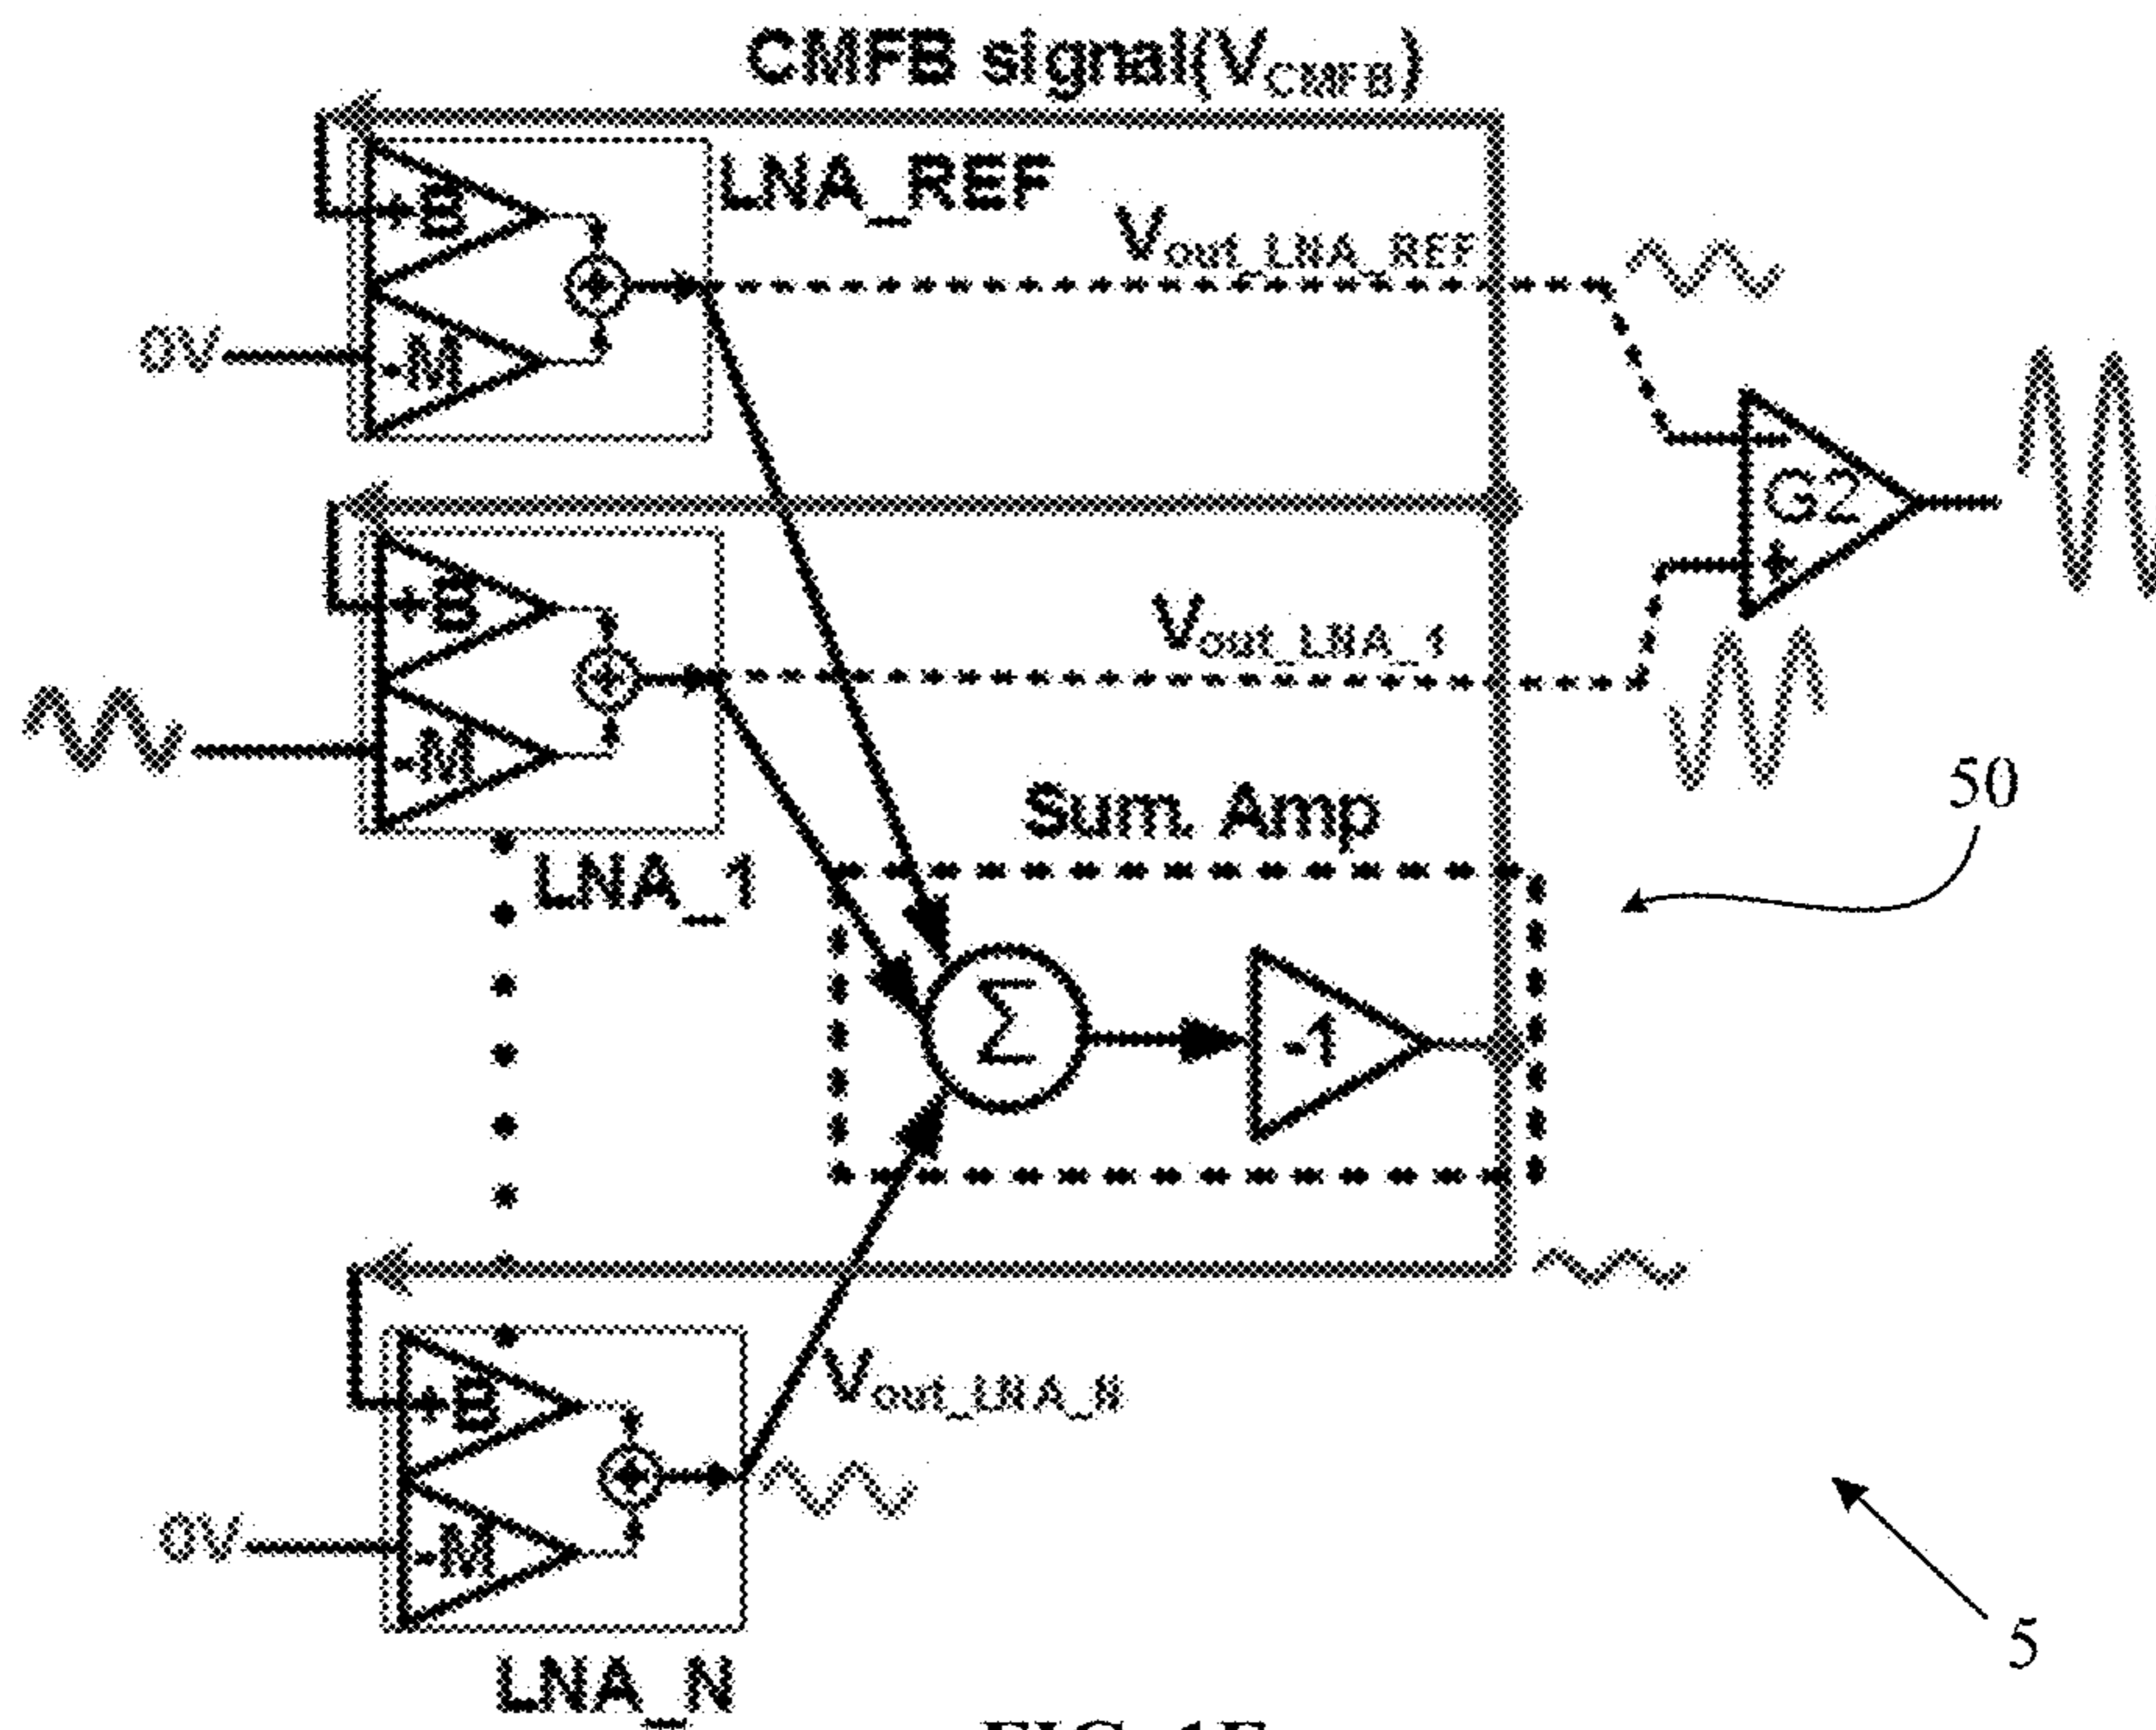 CMFB signal(VCMFB)
LNA_REF
+B
Vout_LNA_REF
+
0V
-M
-
G2
+
+B
Vout_LNA_1
+
-M
Sum. Amp
50
LNA_1
Σ
-1
+B
Vout_LNA_N
+
0V
-M
5
LNA_N